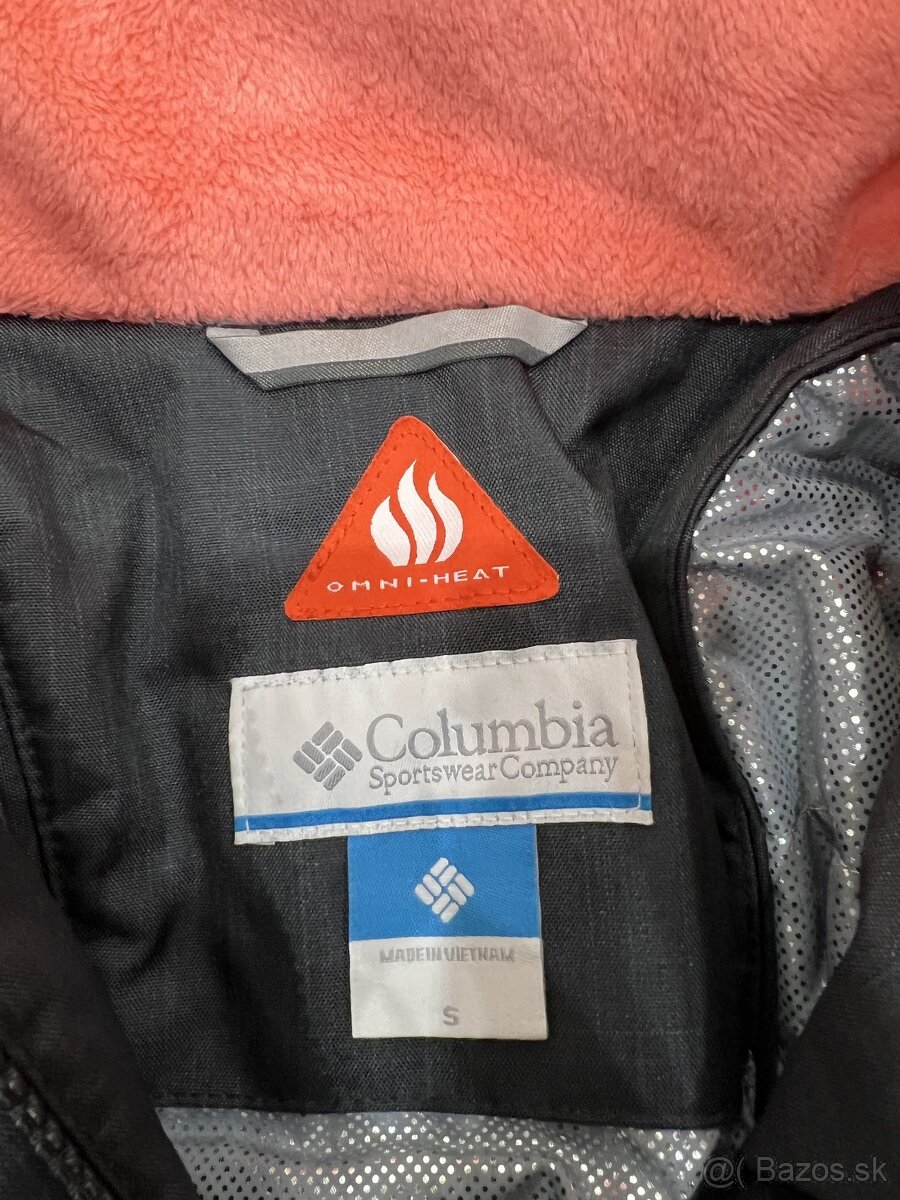 OMNI-HEAT
Columbia
Sportswear Company
MADE IN VIETNAM
S
@( Bazos.sk